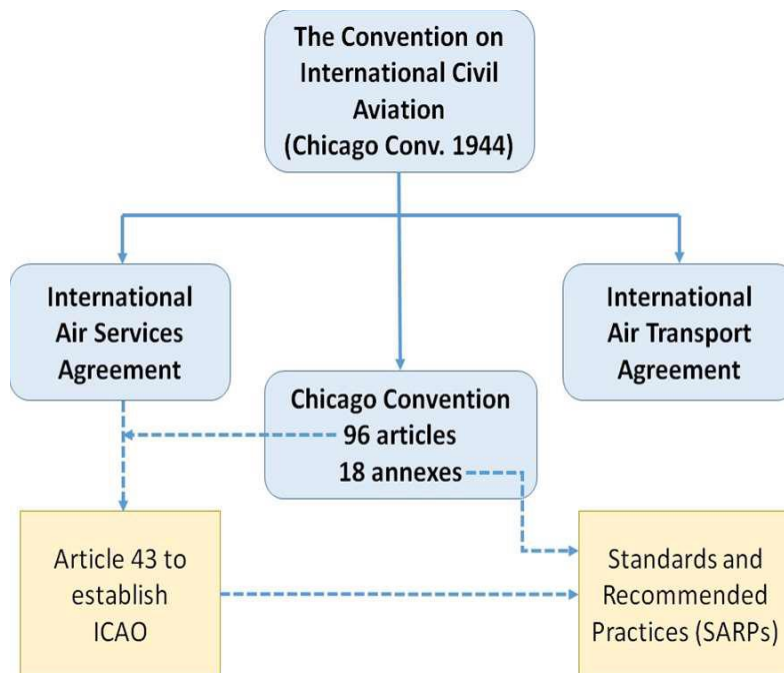 The Convention on
International Civil
Aviation
(Chicago Conv. 1944)
International
Air Services
Agreement
International
Air Transport
Agreement
Chicago Convention
96 articles
18 annexes
Article 43 to
establish
ICAO
Standards and
Recommended
Practices (SARPs)